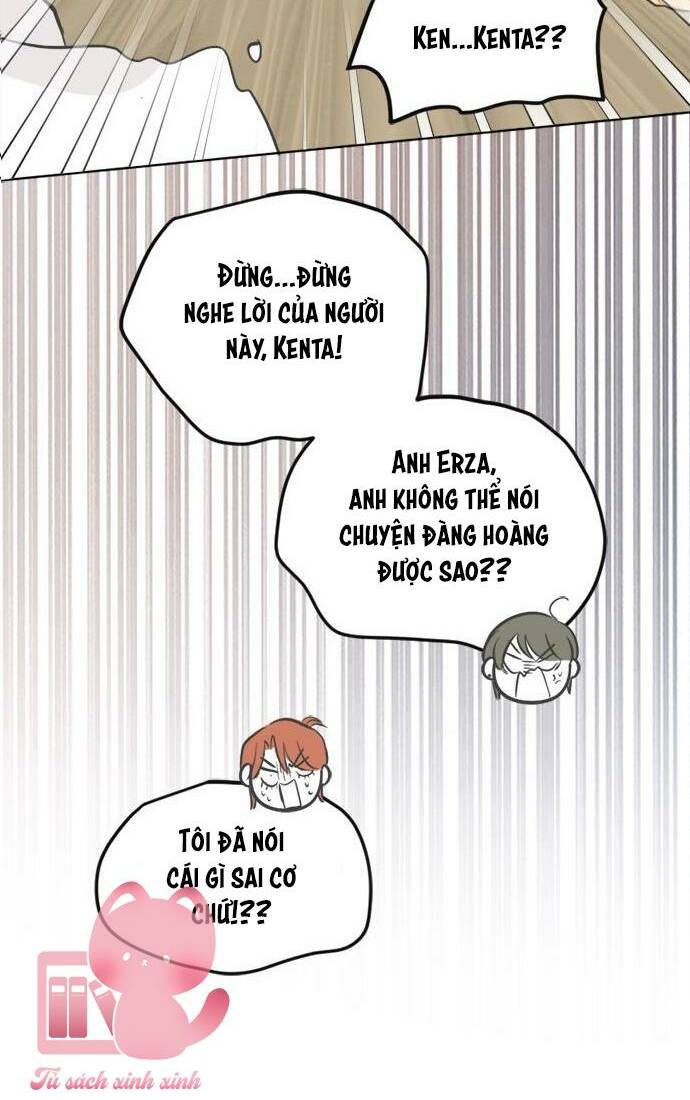 KEN...KENTA??
ĐỪNG...ĐỪNG
NGHE LỜI CỦA NGƯỜI
NÀY, KENTA!
ANH ERZA,
ANH KHÔNG THỂ NÓI
CHUYỆN ĐÀNG HOÀNG
ĐƯỢC SAO??
TÔI ĐÃ NÓI
CÁI GÌ SAI CƠ
CHỨ!??
Tủ sách xinh xinh